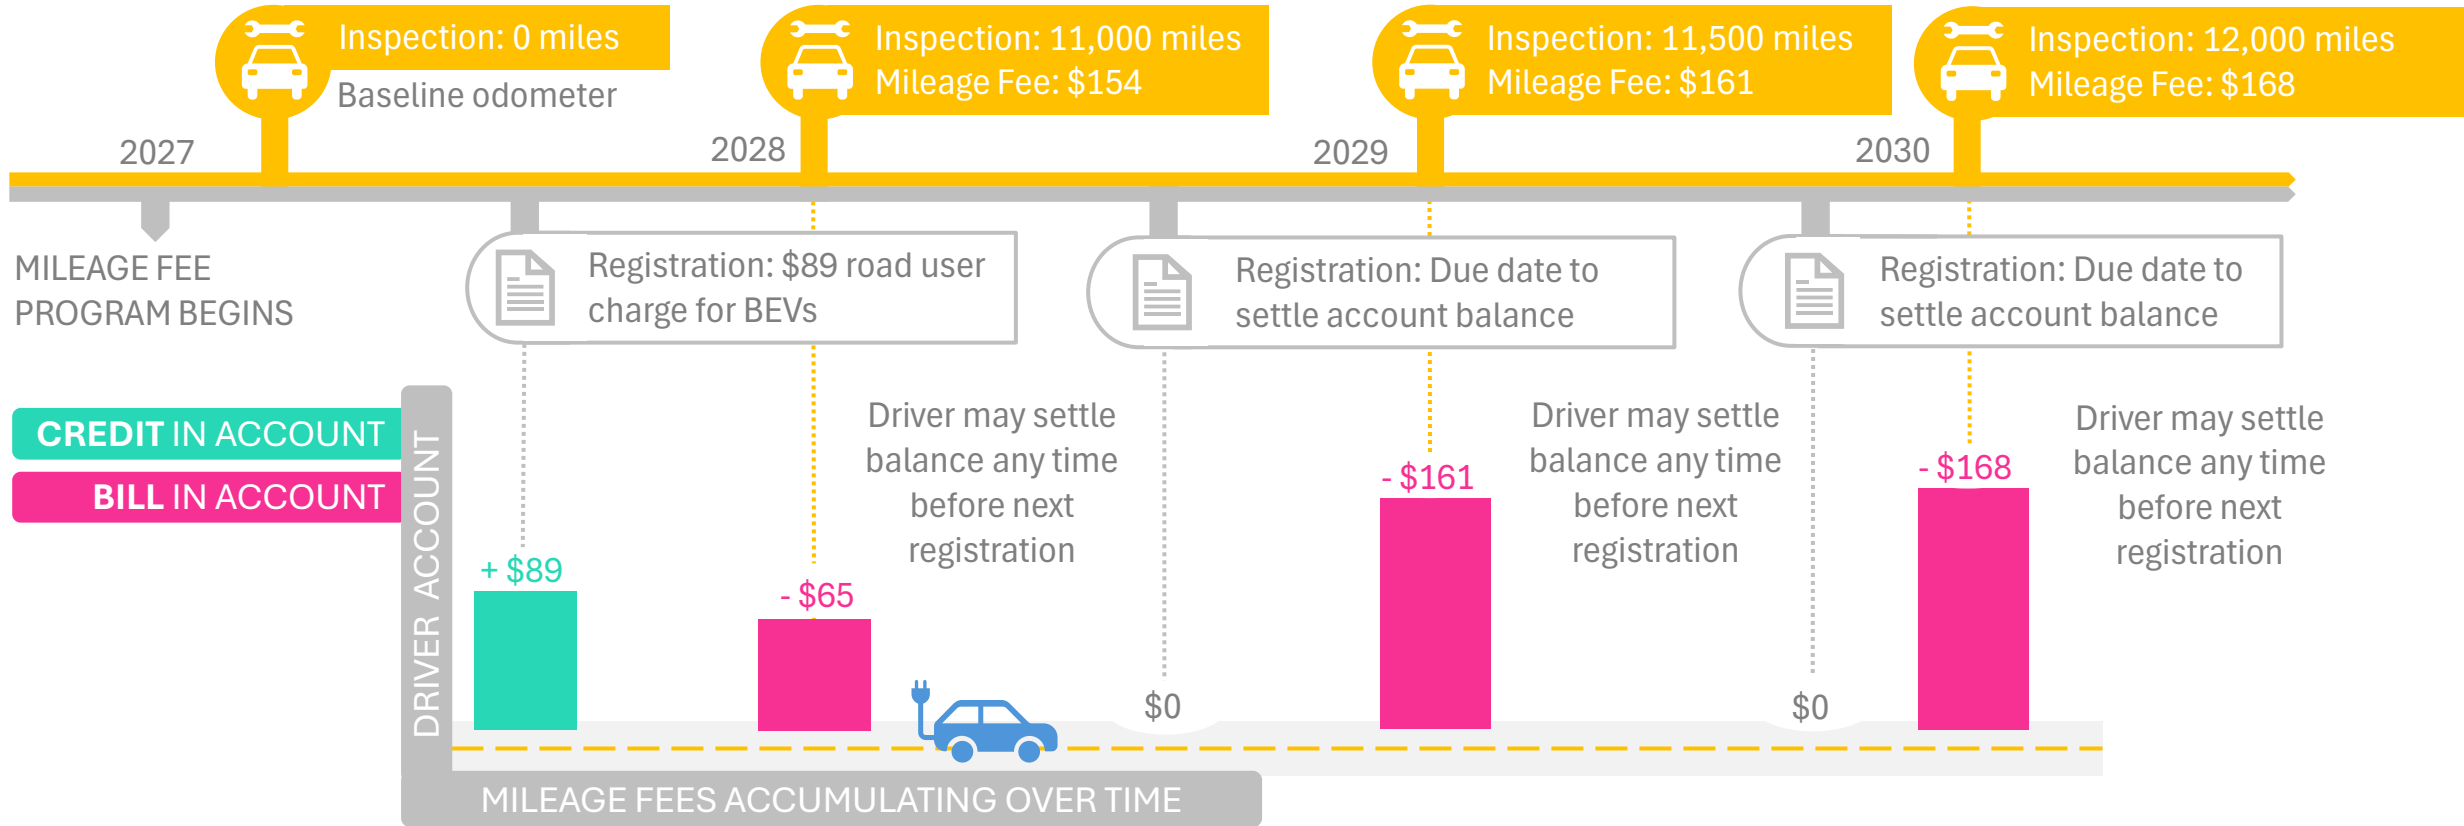 Inspection: 0 miles
Baseline odometer
Inspection: 11,000 miles
Mileage Fee: $154
Inspection: 11,500 miles
Mileage Fee: $161
Inspection: 12,000 miles
Mileage Fee: $168
2027
2028
2029
2030
MILEAGE FEE
PROGRAM BEGINS
Registration: $89 road user
charge for BEVs
Registration: Due date to
settle account balance
Registration: Due date to
settle account balance
CREDIT IN ACCOUNT
BILL IN ACCOUNT
DRIVER ACCOUNT
+ $89
- $65
Driver may settle
balance any time
before next
registration
$0
- $161
Driver may settle
balance any time
before next
registration
$0
- $168
Driver may settle
balance any time
before next
registration
MILEAGE FEES ACCUMULATING OVER TIME